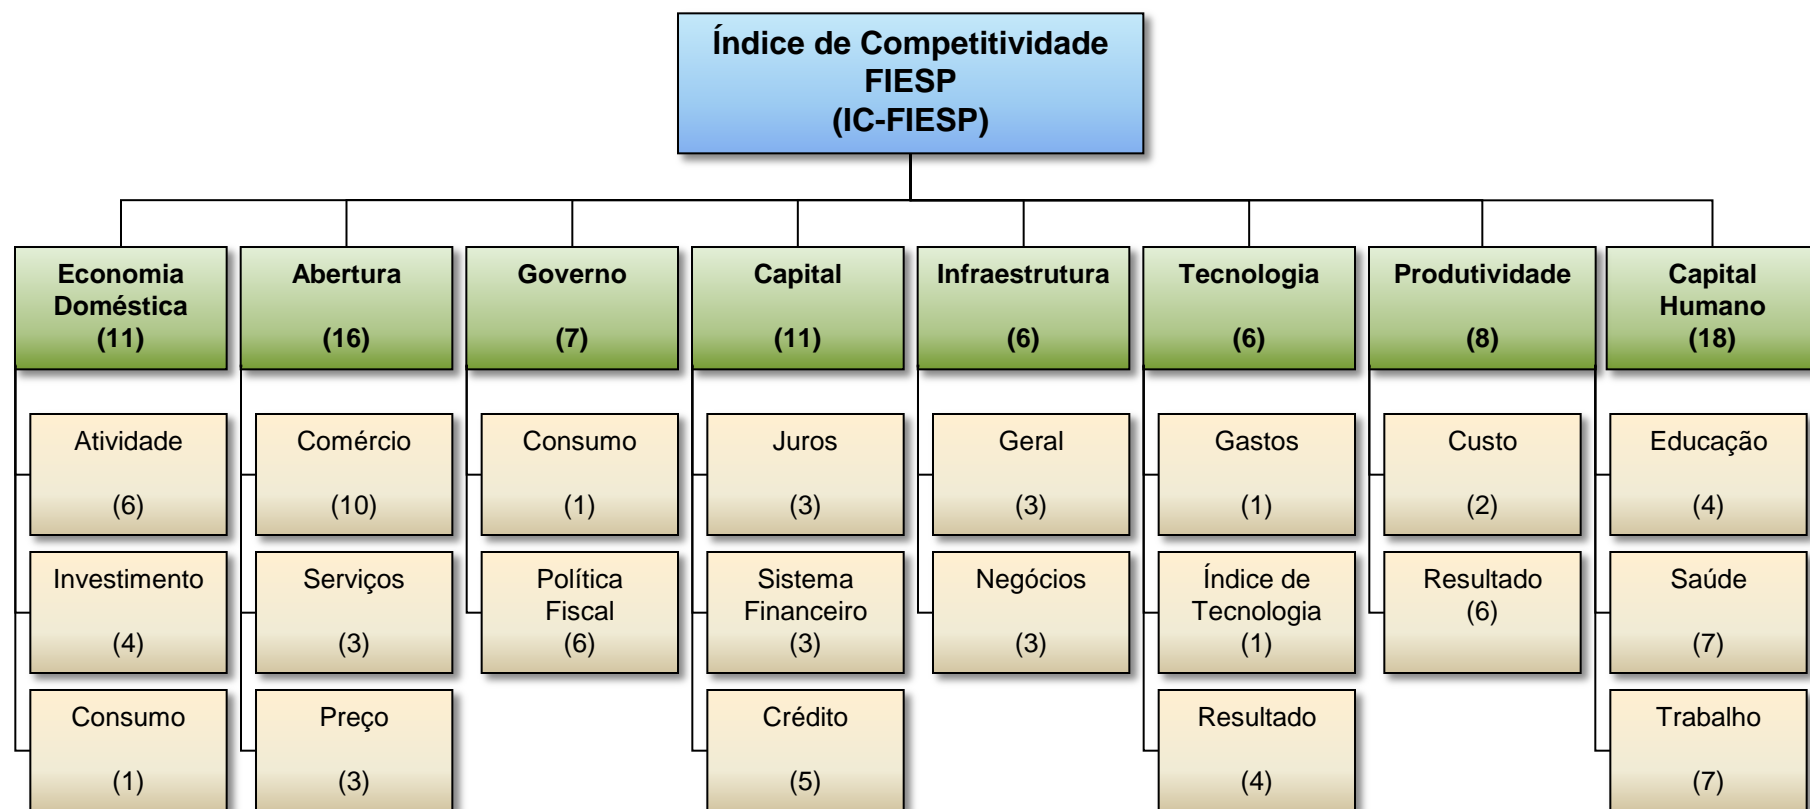 Índice de Competitividade
FIESP
(IC-FIESP)
Economia
Doméstica
(11)
Abertura
(16)
Governo
(7)
Capital
(11)
Infraestrutura
(6)
Tecnologia
(6)
Produtividade
(8)
Capital
Humano
(18)
Atividade
(6)
Comércio
(10)
Consumo
(1)
Juros
(3)
Geral
(3)
Gastos
(1)
Custo
(2)
Educação
(4)
Investimento
(4)
Serviços
(3)
Política
Fiscal
(6)
Sistema
Financeiro
(3)
Negócios
(3)
Índice de
Tecnologia
(1)
Resultado
(6)
Saúde
(7)
Consumo
(1)
Preço
(3)
Crédito
(5)
Resultado
(4)
Trabalho
(7)